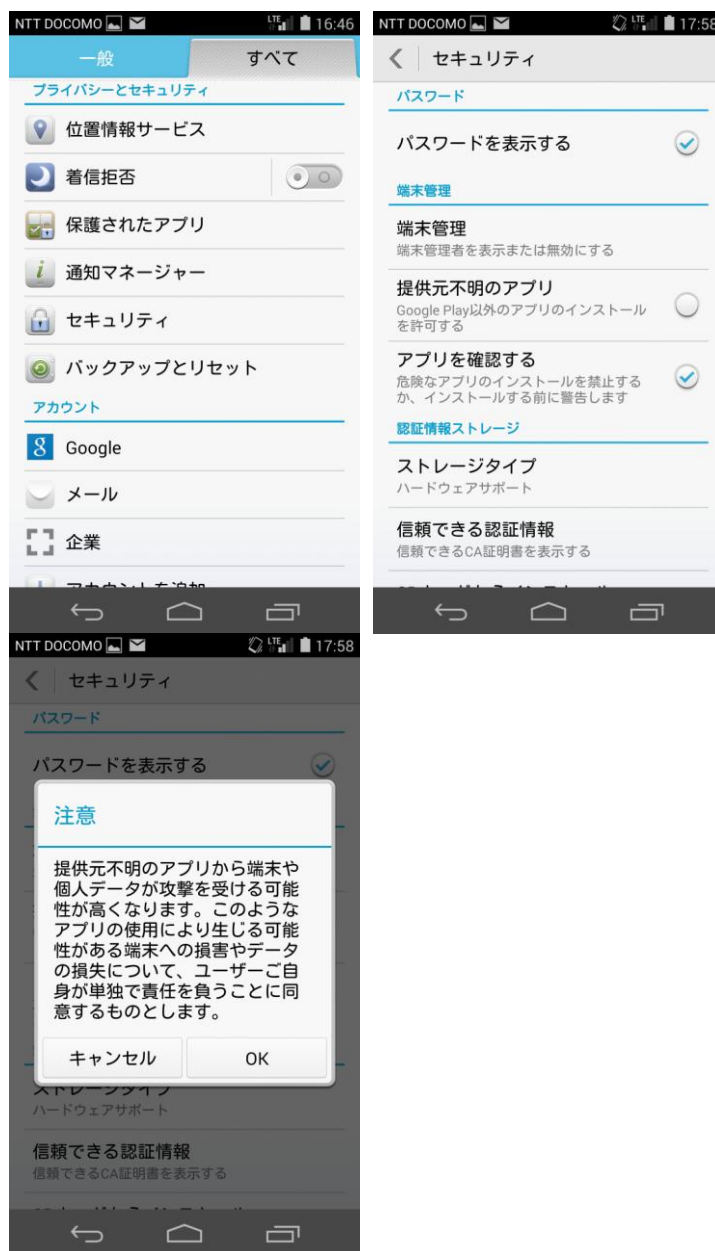 NTT DOCOMO LTE 16:46
一般 すべて
プライバシーとセキュリティ
位置情報サービス
着信拒否
保護されたアプリ
通知マネージャー
セキュリティ
バックアップとリセット
アカウント
Google
メール
企業
アカウントを追加
NTT DOCOMO LTE 17:58
セキュリティ
パスワード
パスワードを表示する
端末管理
端末管理
端末管理者を表示または無効にする
提供元不明のアプリ
Google Play以外のアプリのインストール
を許可する
アプリを確認する
危険なアプリのインストールを禁止する
か、インストールする前に警告します
認証情報ストレージ
ストレージタイプ
ハードウェアサポート
信頼できる認証情報
信頼できるCA証明書を表示する
NTT DOCOMO LTE 17:58
セキュリティ
パスワード
パスワードを表示する
注意
提供元不明のアプリから端末や
個人データが攻撃を受ける可能
性が高くなります。このような
アプリの使用により生じる可能
性がある端末への損害やデータ
の損失について、ユーザーご自
身が単独で責任を負うことに同
意するものとします。
キャンセル OK
ストレージタイプ
ハードウェアサポート
信頼できる認証情報
信頼できるCA証明書を表示する